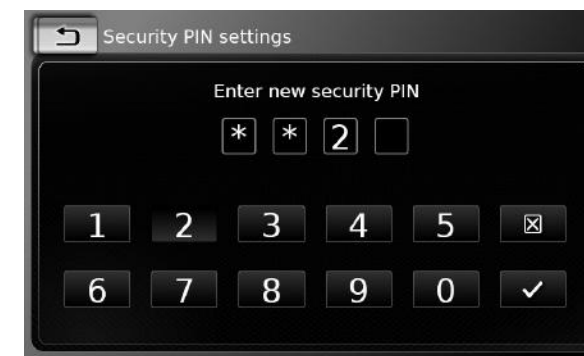 Security PIN settings
Enter new security PIN
* * 2
1 2 3 4 5
6 7 8 9 0